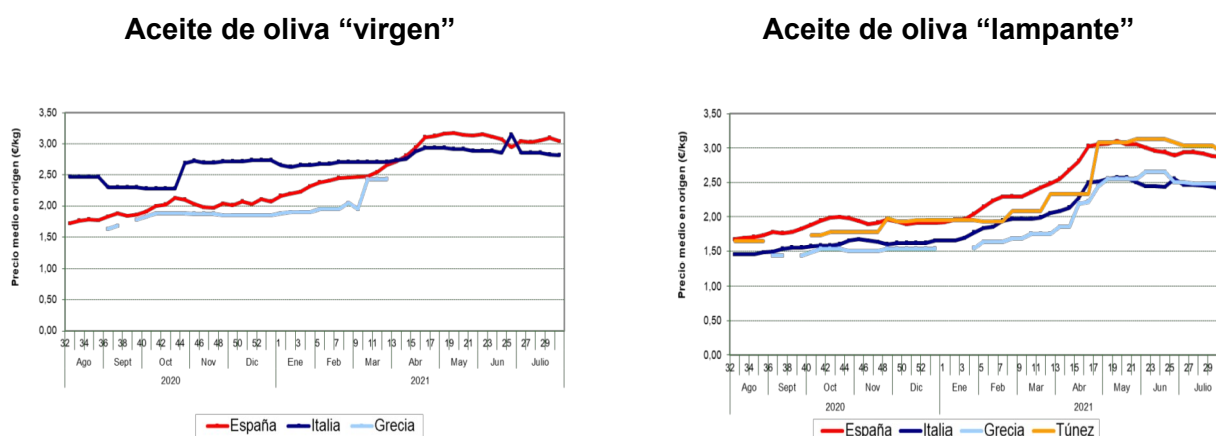 Aceite de oliva “virgen”
Precio medio en origen (€/kg)
3,50
3,00
2,50
2,00
1,50
1,00
0,50
0,00
32 34 36 38 40 42 44 46 48 50 52 1 3 5 7 9 11 13 15 17 19 21 23 25 27 29
Ago Sept Oct Nov Dic Ene Feb Mar Abr May Jun Julio
2020 2021
España Italia Grecia
Aceite de oliva “lampante”
Precio medio en origen (€/kg)
3,50
3,00
2,50
2,00
1,50
1,00
0,50
0,00
32 34 36 38 40 42 44 46 48 50 52 1 3 5 7 9 11 13 15 17 19 21 23 25 27 29
Ago Sept Oct Nov Dic Ene Feb Mar Abr May Jun Julio
2020 2021
España Italia Grecia Túnez